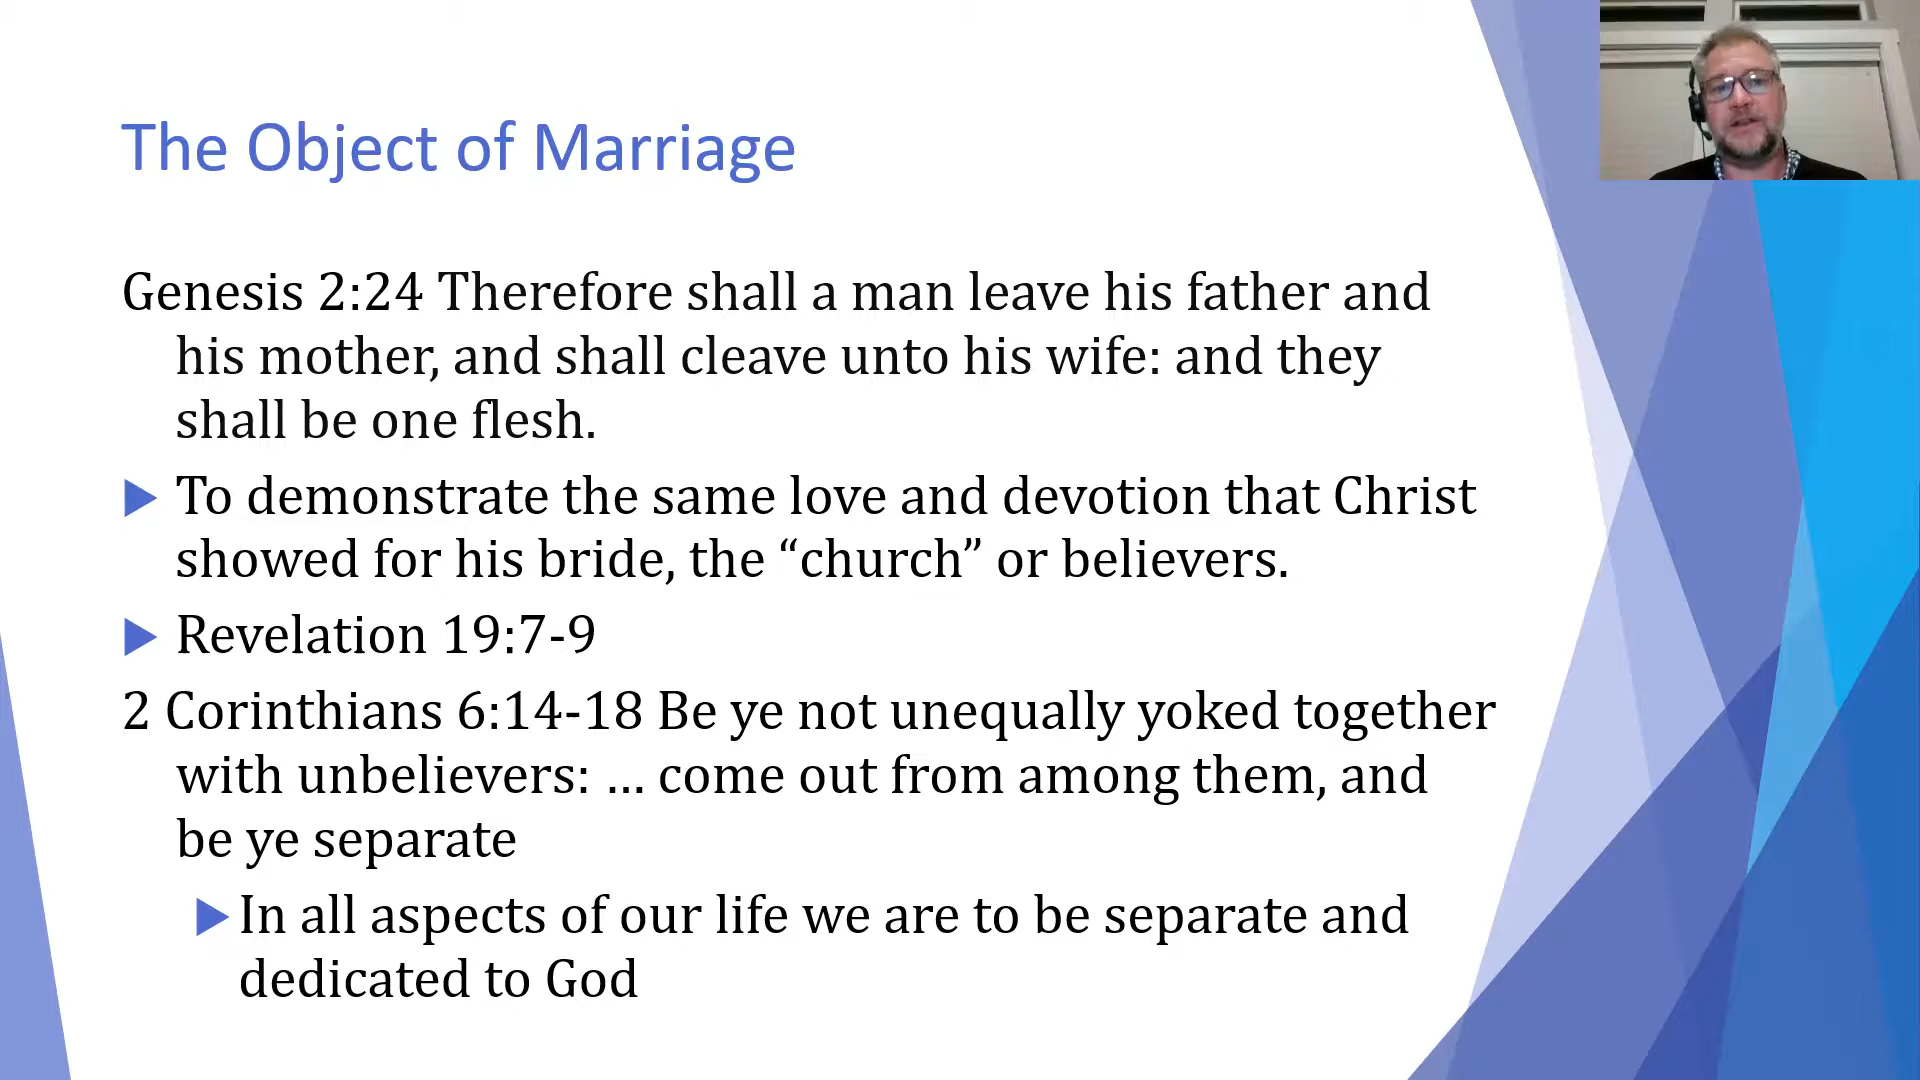 The Object of Marriage
Genesis 2:24 Therefore shall a man leave his father and
his mother, and shall cleave unto his wife: and they
shall be one flesh.
To demonstrate the same love and devotion that Christ
showed for his bride, the “church” or believers.
Revelation 19:7-9
2 Corinthians 6:14-18 Be ye not unequally yoked together
with unbelievers: … come out from among them, and
be ye separate
In all aspects of our life we are to be separate and
dedicated to God